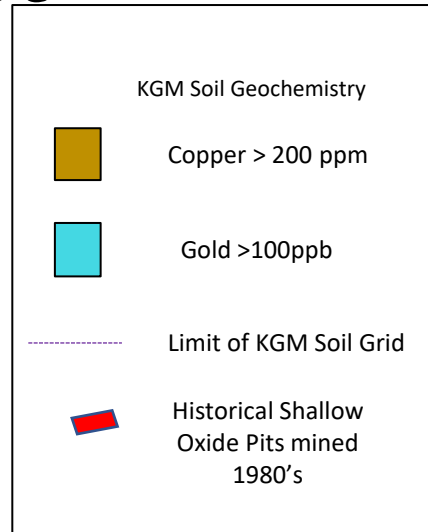 KGM Soil Geochemistry
Copper > 200 ppm
Gold >100ppb
Limit of KGM Soil Grid
Historical Shallow
Oxide Pits mined
1980's